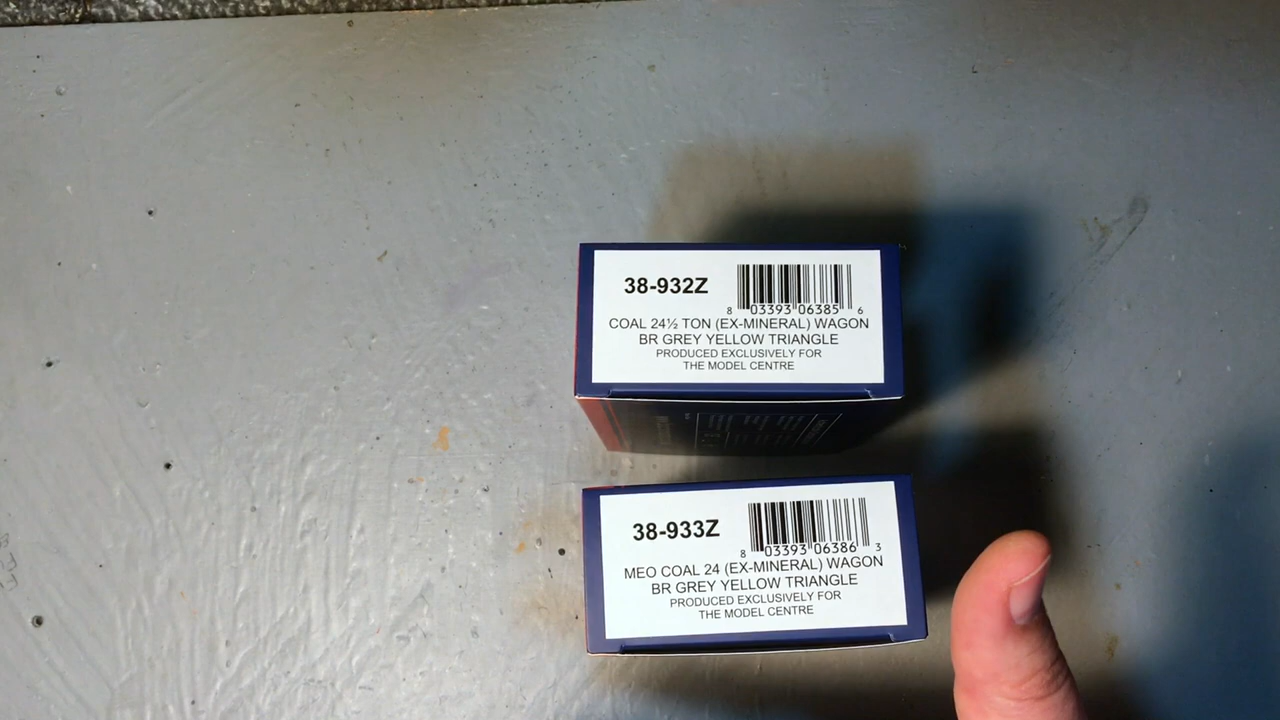 38-932Z
8 03393 06385 6
COAL 24½ TON (EX-MINERAL) WAGON
BR GREY YELLOW TRIANGLE
PRODUCED EXCLUSIVELY FOR
THE MODEL CENTRE
38-933Z
8 03393 06386 3
MEO COAL 24 (EX-MINERAL) WAGON
BR GREY YELLOW TRIANGLE
PRODUCED EXCLUSIVELY FOR
THE MODEL CENTRE